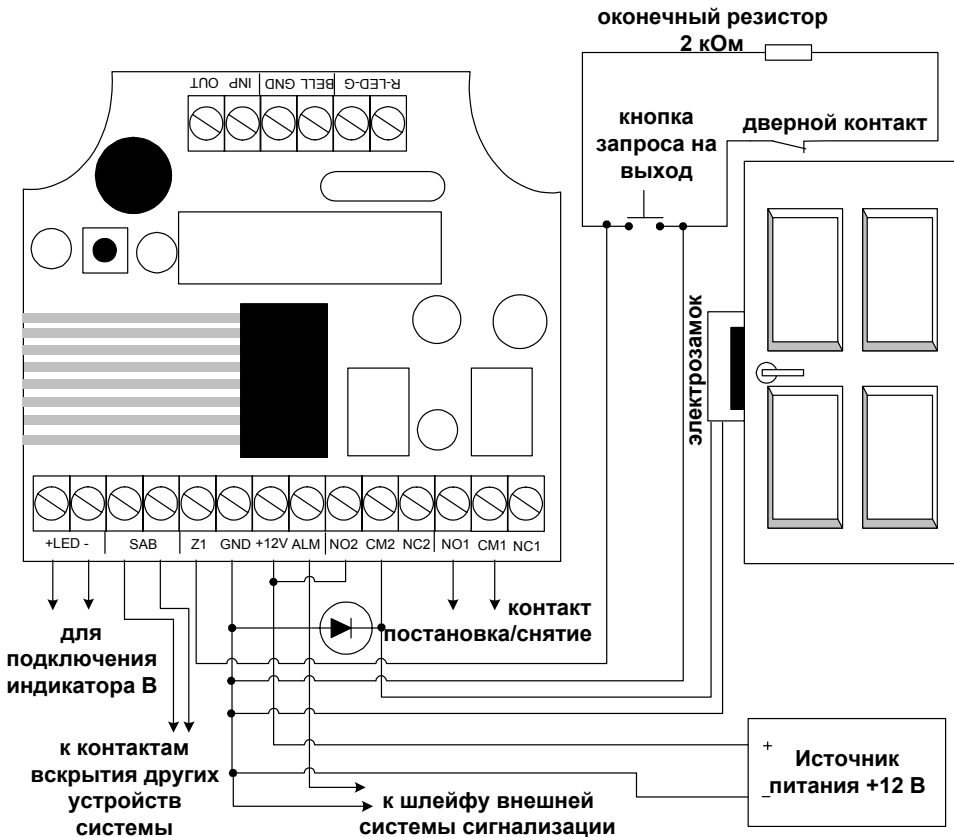 оконечный резистор
2 кОм
OUT INP GND BELL R-LED-G
кнопка
запроса на
выход
дверной контакт
электрозамок
+LED - SAB Z1 GND +12V ALM NO2 CM2 NC2 NO1 CM1 NC1
для
подключения
индикатора В
контакт
постановка/снятие
к контактам
вскрытия других
устройств
системы
к шлейфу внешней
системы сигнализации
+
Источник
питания +12 В
–